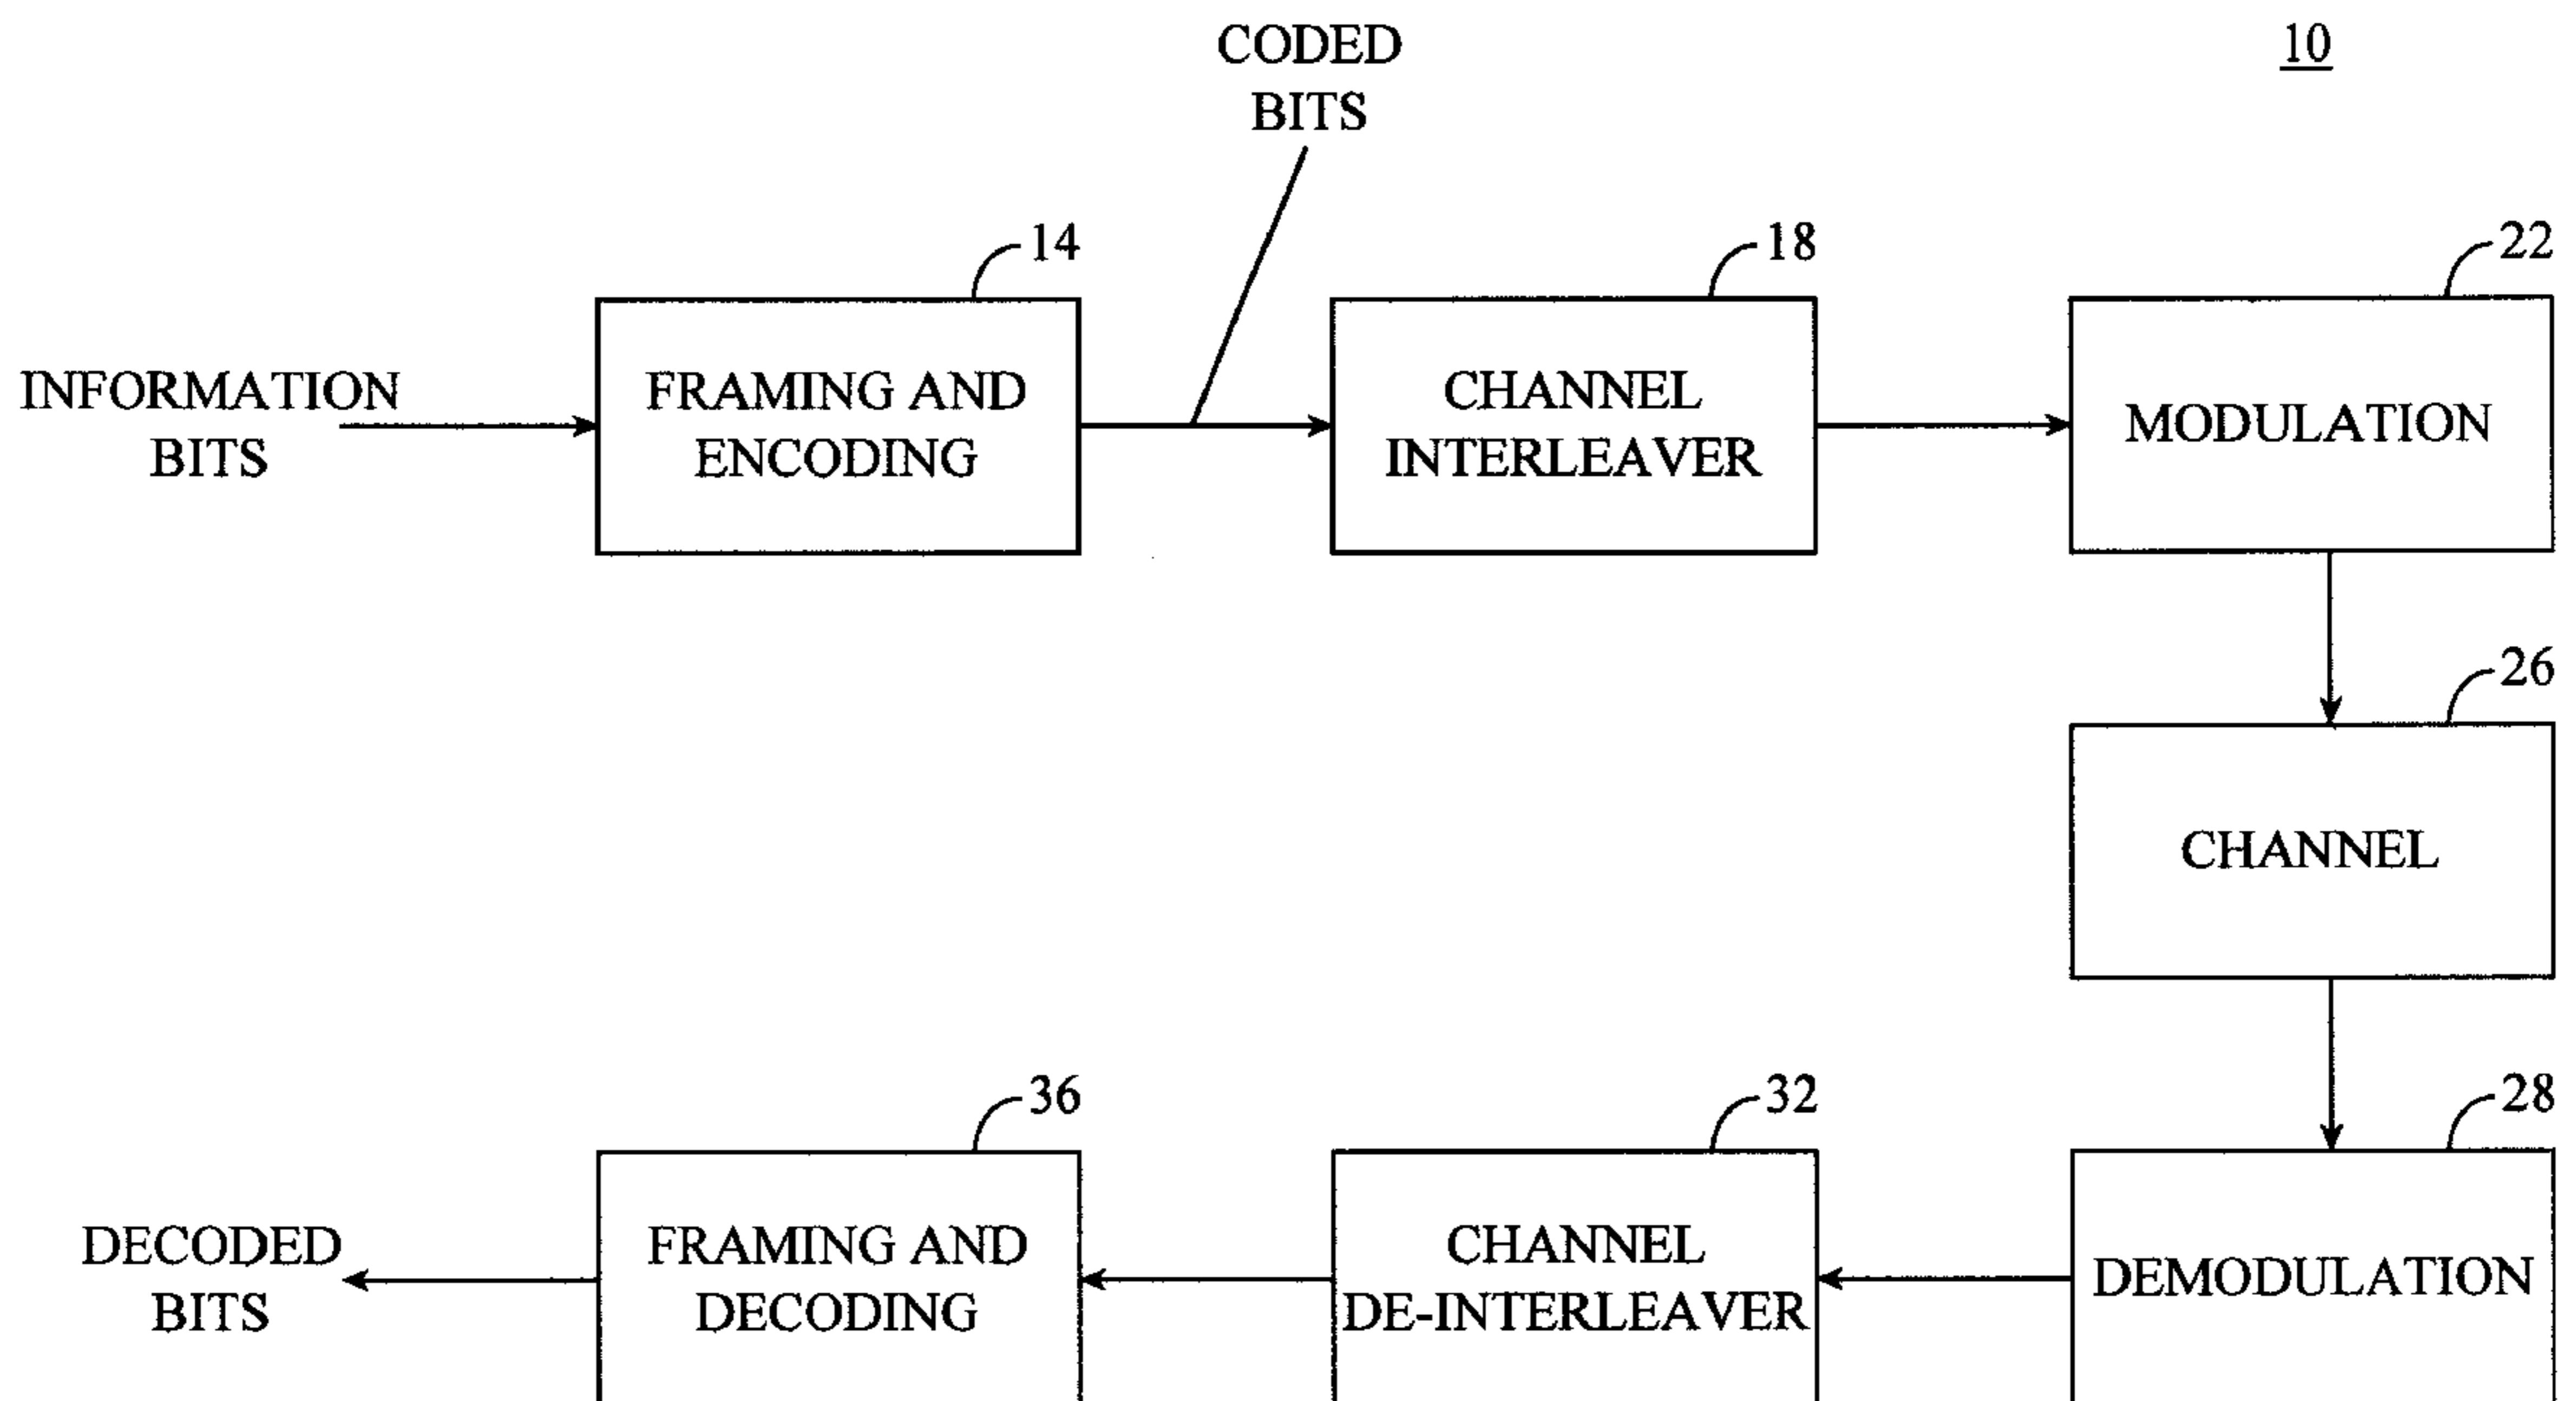 10
CODED
BITS
14
18
22
INFORMATION
BITS
FRAMING AND
ENCODING
CHANNEL
INTERLEAVER
MODULATION
26
CHANNEL
36
32
28
DECODED
BITS
FRAMING AND
DECODING
CHANNEL
DE-INTERLEAVER
DEMODULATION